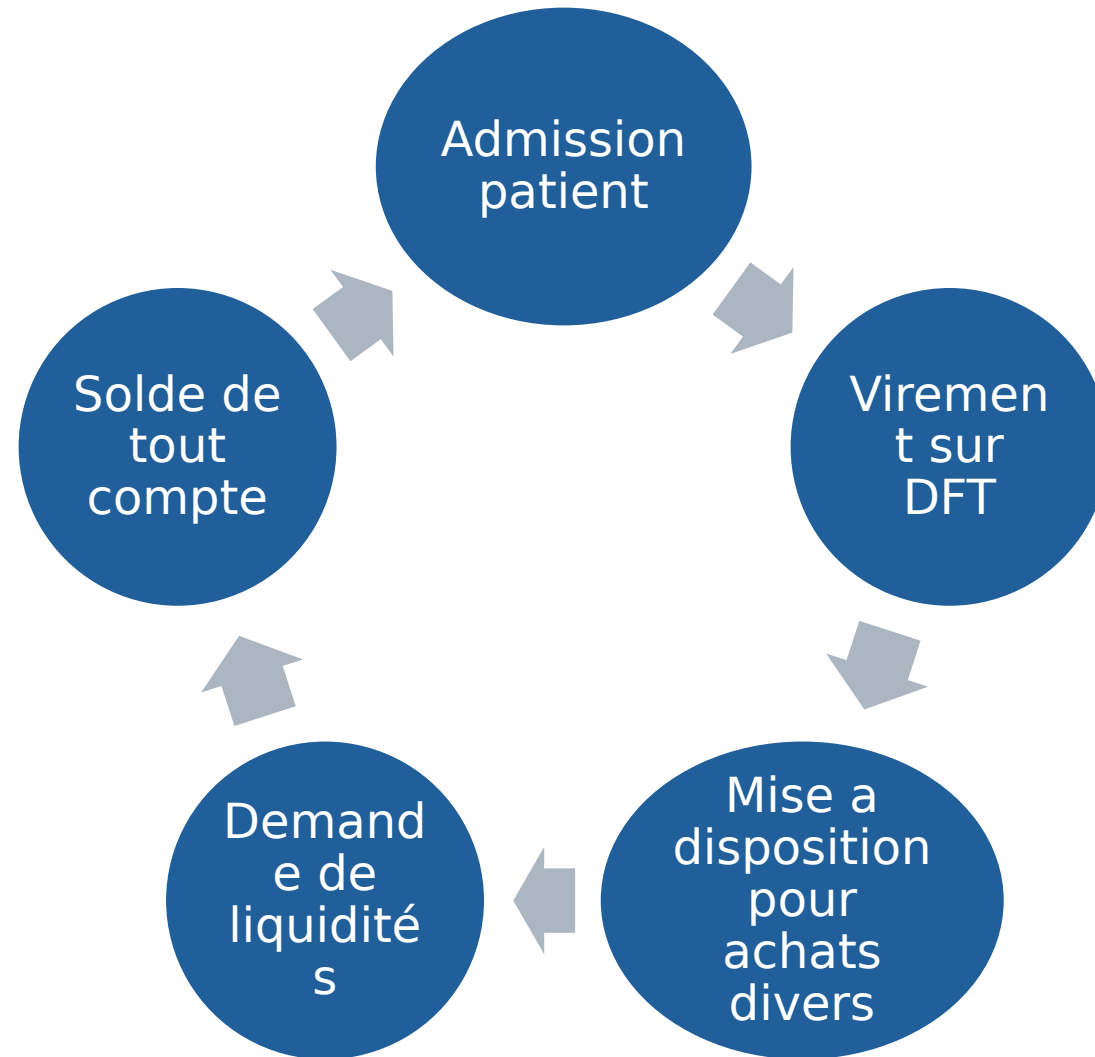 Admission
patient
Viremen
t sur
DFT
Mise a
disposition
pour
achats
divers
Demand
e de
liquidité
s
Solde de
tout
compte